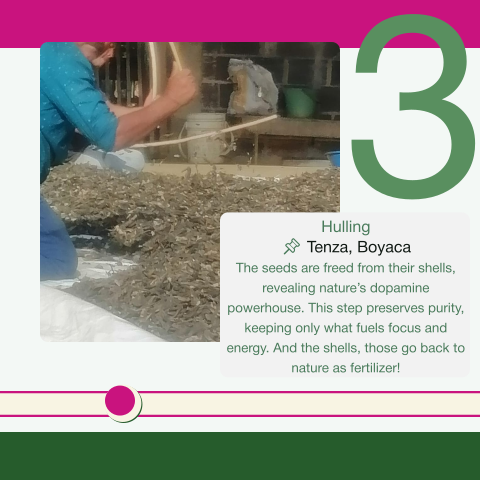 3
Hulling
Tenza, Boyaca
The seeds are freed from their shells,
revealing nature’s dopamine
powerhouse. This step preserves purity,
keeping only what fuels focus and
energy. And the shells, those go back to
nature as fertilizer!